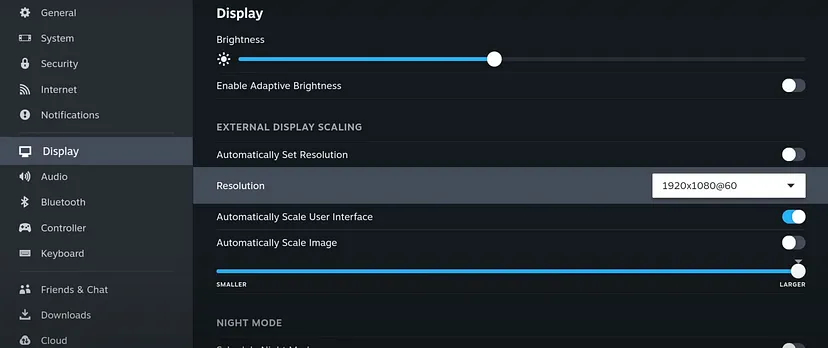 General
System
Security
Internet
Notifications
Display
Audio
Bluetooth
Controller
Keyboard
Friends & Chat
Downloads
Cloud
Display
Brightness
Enable Adaptive Brightness
EXTERNAL DISPLAY SCALING
Automatically Set Resolution
Resolution 1920x1080@60
Automatically Scale User Interface
Automatically Scale Image
SMALLER LARGER
NIGHT MODE